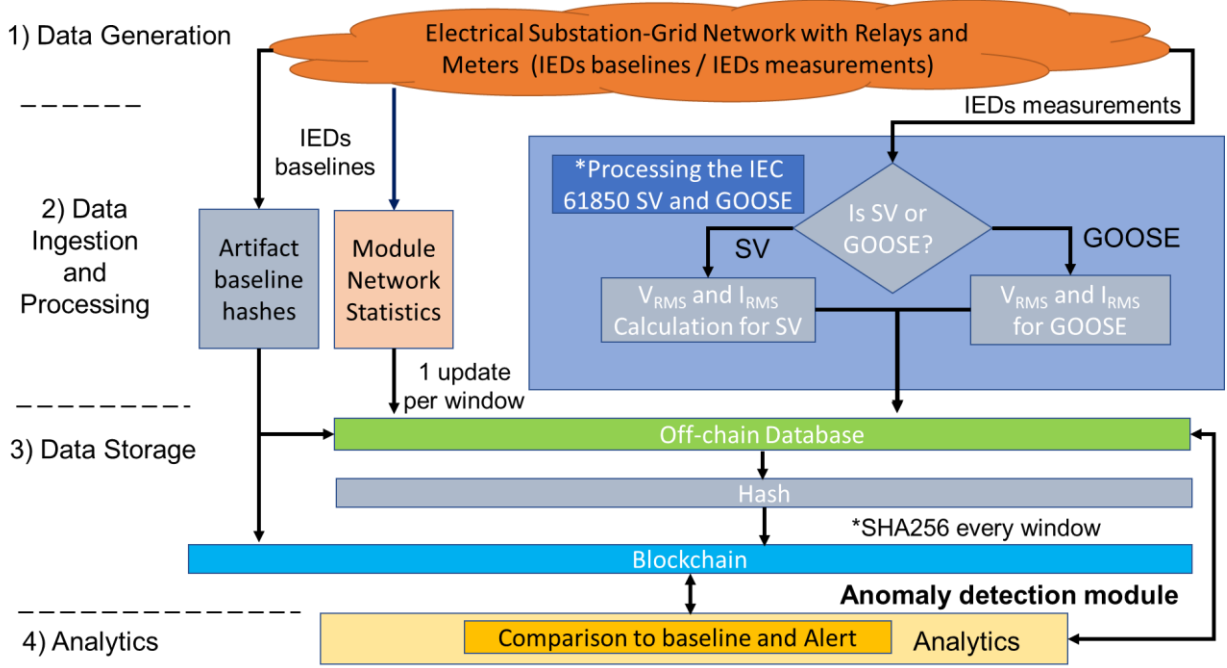 1) Data Generation
Electrical Substation-Grid Network with Relays and
Meters (IEDs baselines / IEDs measurements)
IEDs measurements
IEDs
baselines
*Processing the IEC
61850 SV and GOOSE
2) Data
Ingestion
and
Processing
Artifact
baseline
hashes
Module
Network
Statistics
Is SV or
GOOSE?
SV
GOOSE
VRMS and IRMS
Calculation for SV
VRMS and IRMS
for GOOSE
1 update
per window
3) Data Storage
Off-chain Database
Hash
*SHA256 every window
Blockchain
Anomaly detection module
4) Analytics
Comparison to baseline and Alert
Analytics